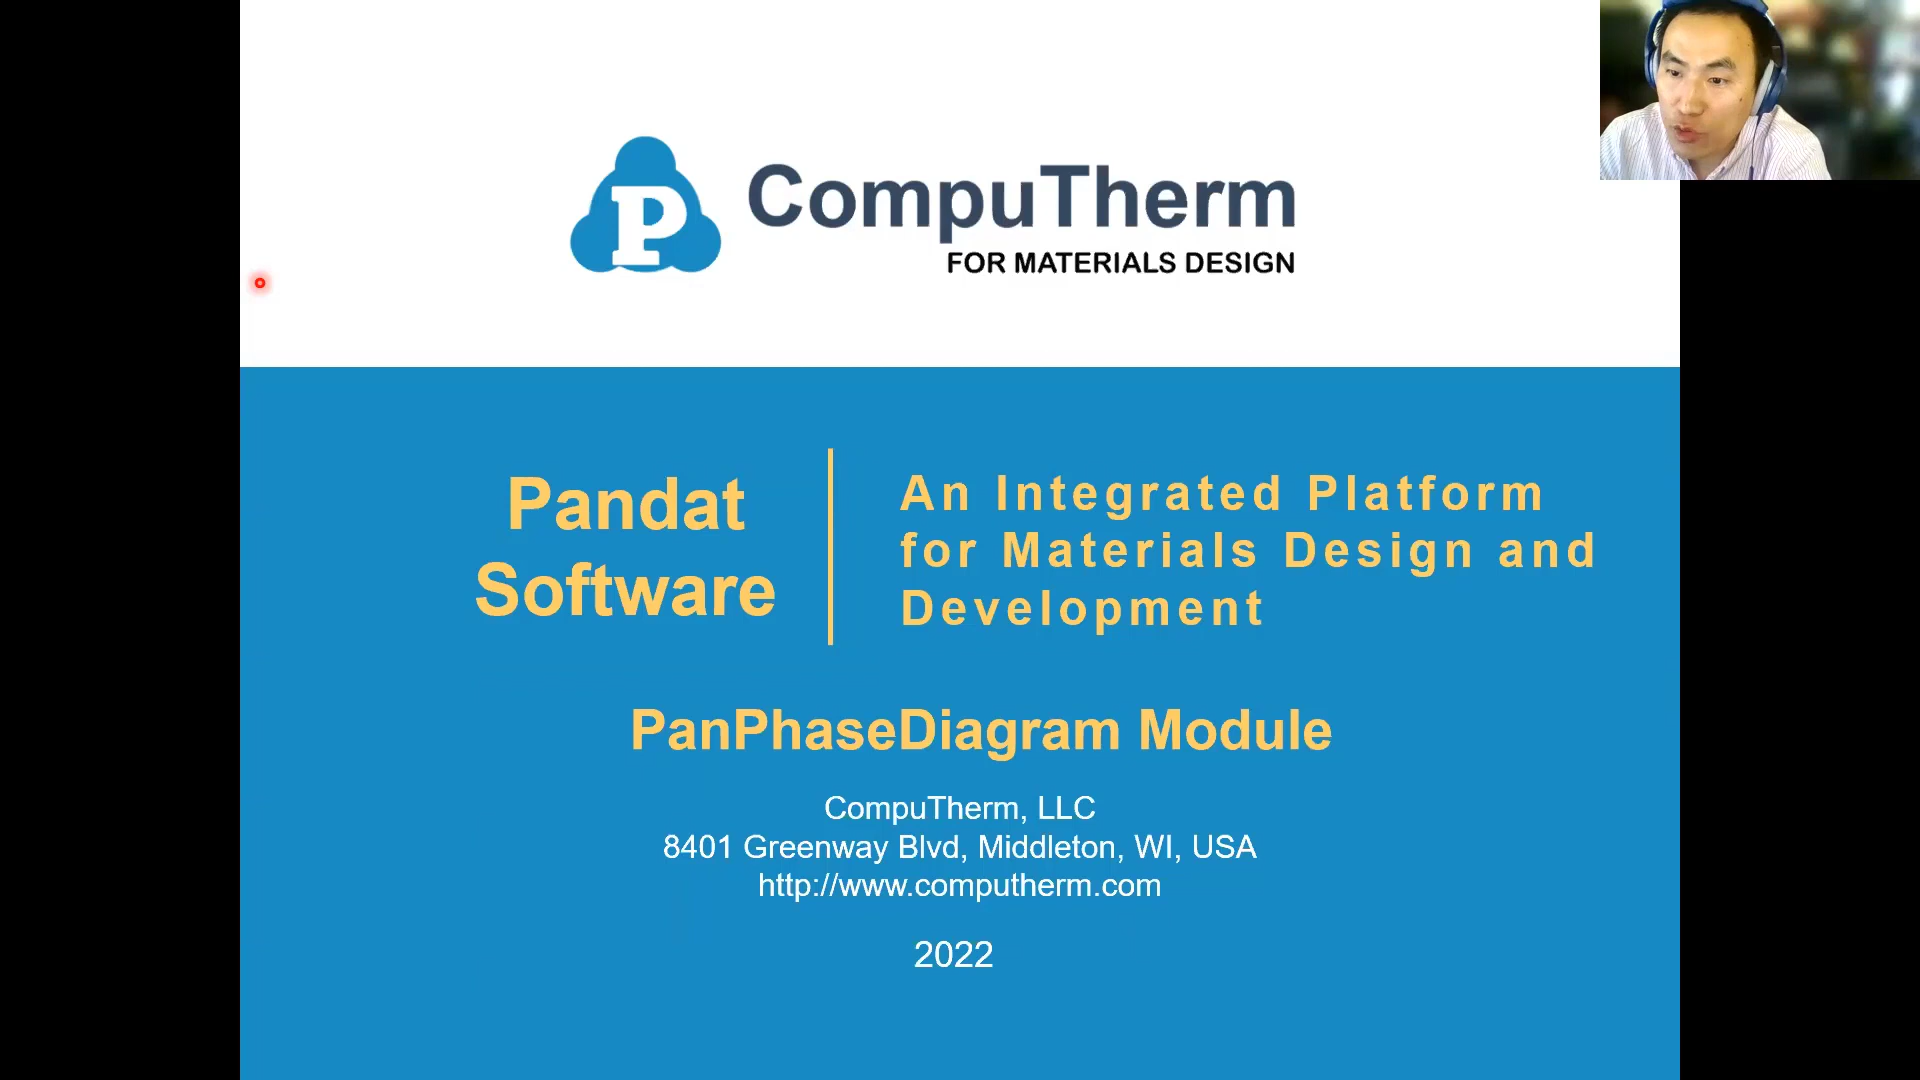 P
CompuTherm
FOR MATERIALS DESIGN
Pandat
Software
An Integrated Platform
for Materials Design and
Development
PanPhaseDiagram Module
CompuTherm, LLC
8401 Greenway Blvd, Middleton, WI, USA
http://www.computherm.com
2022